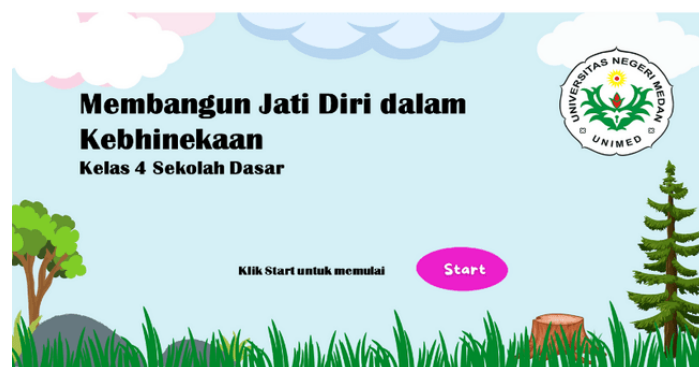 Membangun Jati Diri dalam
Kebhinekaan
Kelas 4 Sekolah Dasar
UNIVERSITAS NEGERI MEDAN
UNIMED
Klik Start untuk memulai
Start